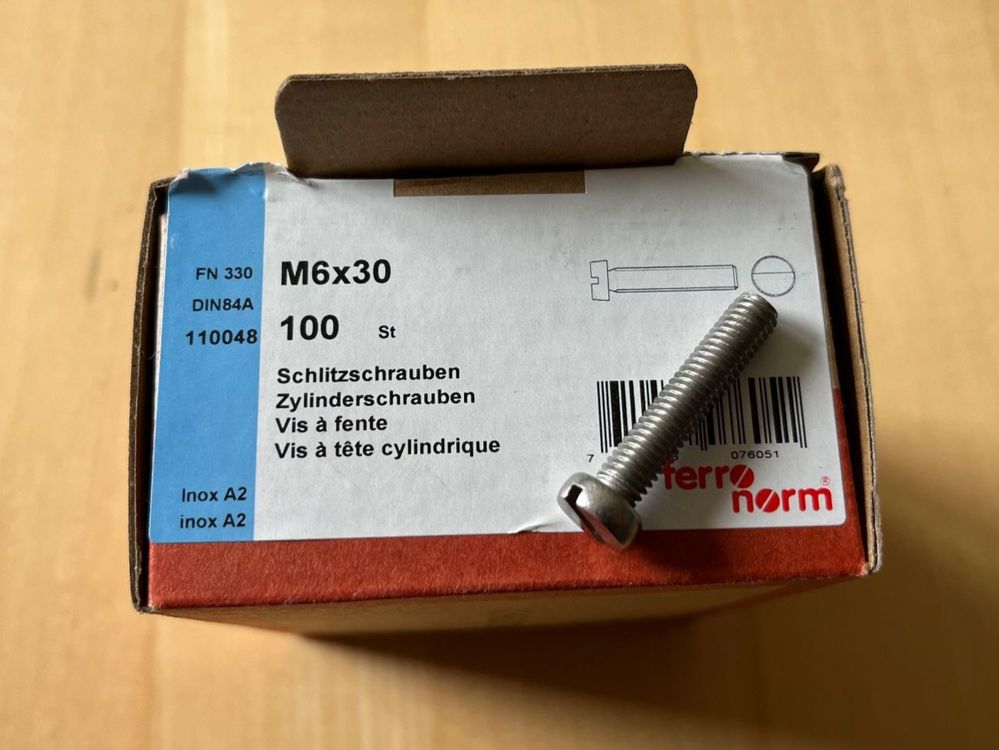 FN 330
DIN84A
110048
M6x30
100 St
Schlitzschrauben
Zylinderschrauben
Vis à fente
Vis à tête cylindrique
Inox A2
inox A2
7 076051
ferro
norm®